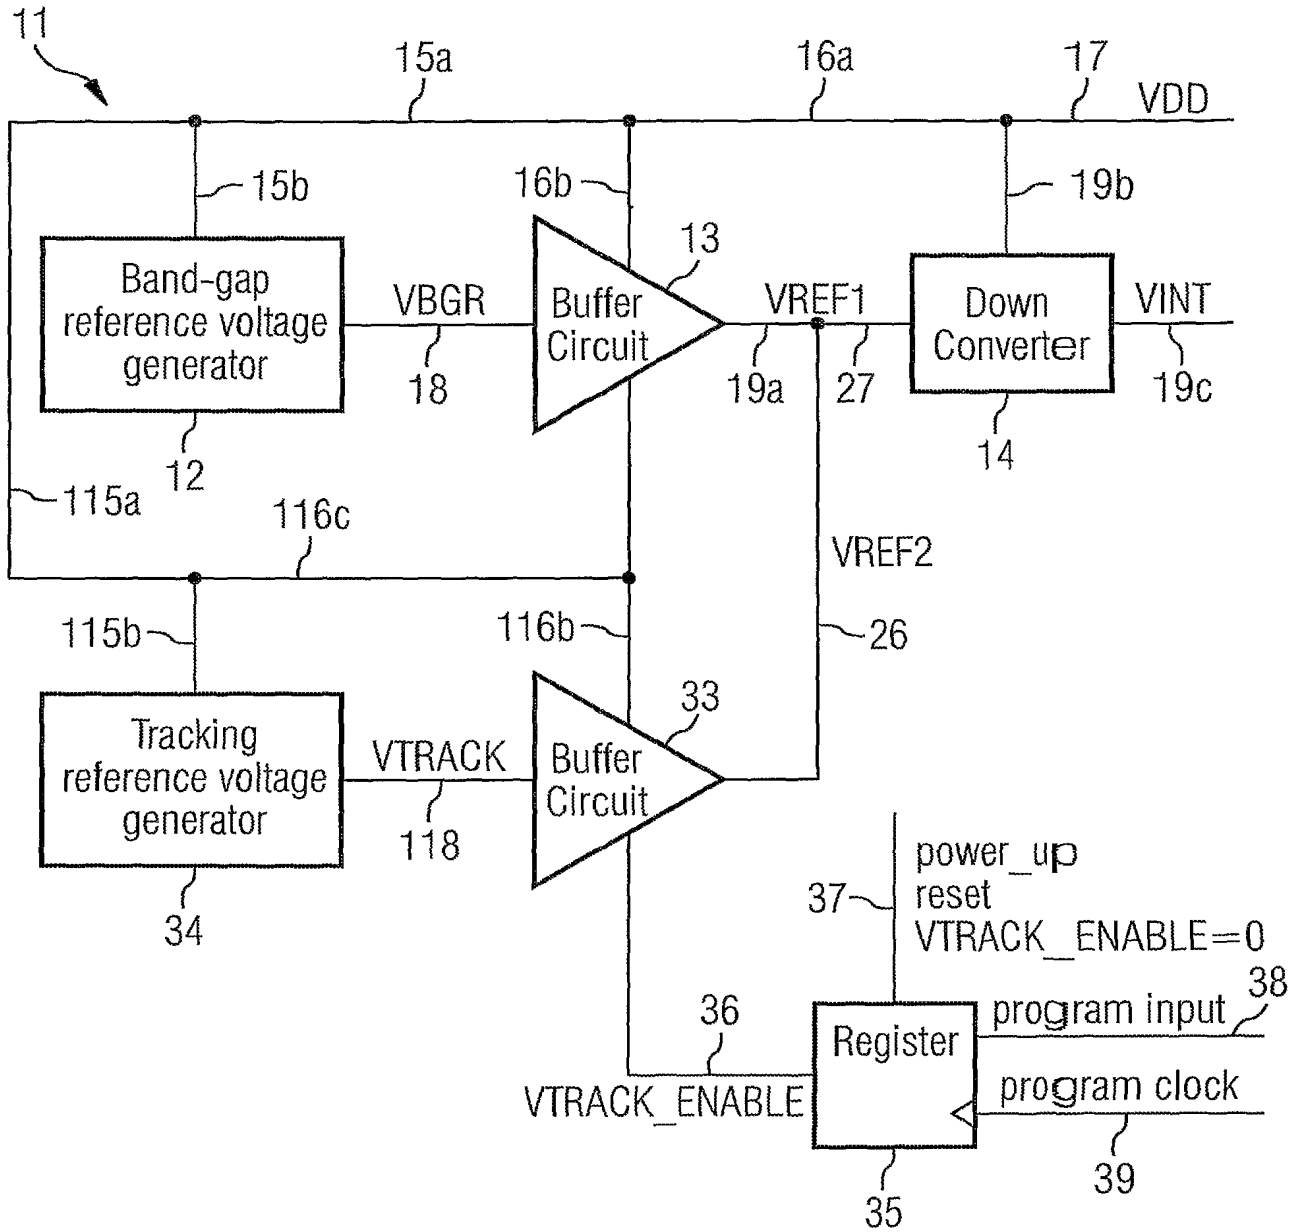 11
15a
16a
17
VDD
15b
16b
19b
13
Band-gap
reference voltage
generator
VBGR
Buffer
Circuit
VREF1
Down
Converter
VINT
18
19a
27
19c
12
14
115a
116c
VREF2
115b
116b
26
33
Tracking
reference voltage
generator
VTRACK
Buffer
Circuit
118
34
power_up
reset
VTRACK_ENABLE=0
37
38
36
Register
program input
program clock
VTRACK_ENABLE
39
35